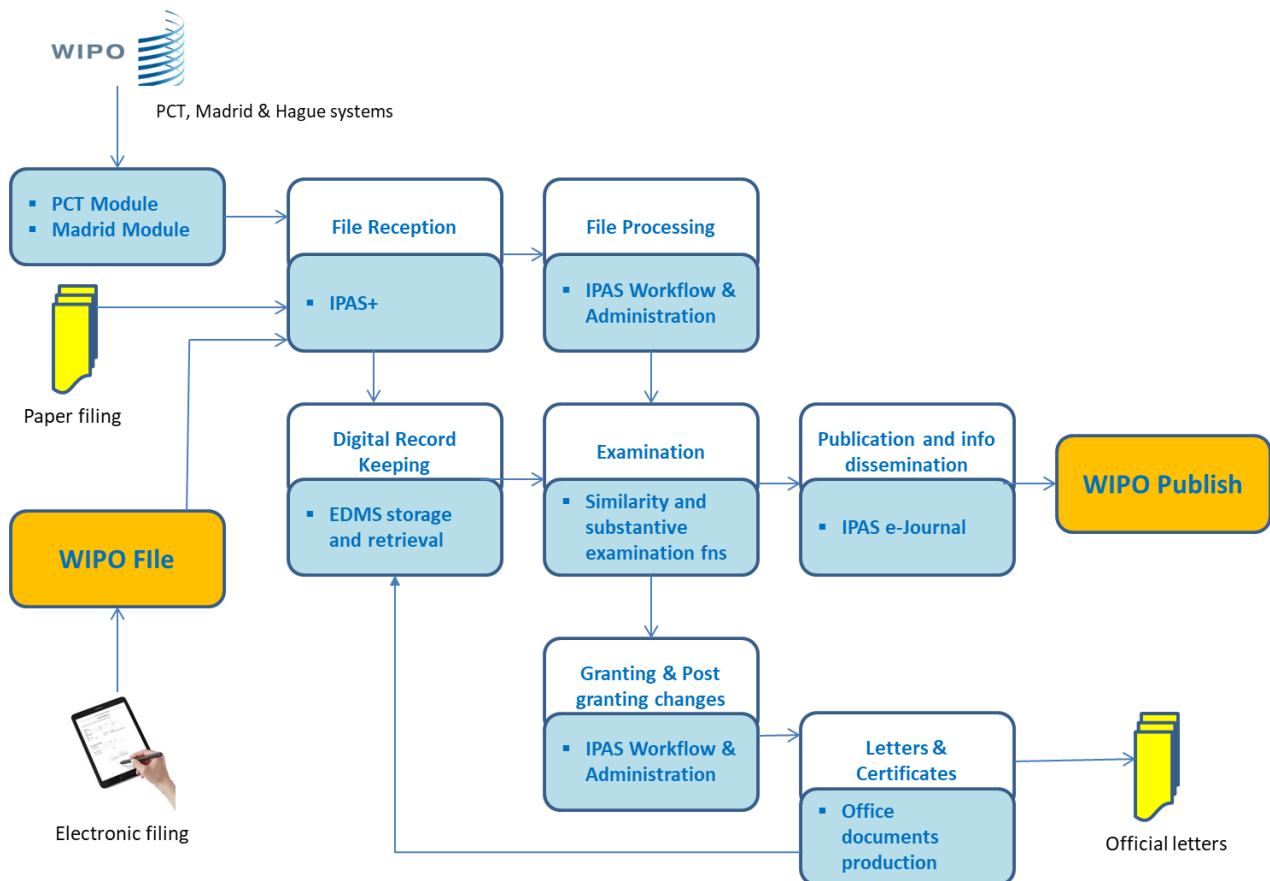 WIPO
PCT, Madrid & Hague systems
▪ PCT Module
▪ Madrid Module
File Reception
▪ IPAS+
File Processing
▪ IPAS Workflow &
Administration
Paper filing
Digital Record
Keeping
▪ EDMS storage
and retrieval
Examination
▪ Similarity and
substantive
examination fns
Publication and info
dissemination
▪ IPAS e-Journal
WIPO Publish
WIPO FIle
Granting & Post
granting changes
▪ IPAS Workflow &
Administration
Letters &
Certificates
▪ Office
documents
production
Electronic filing
Official letters